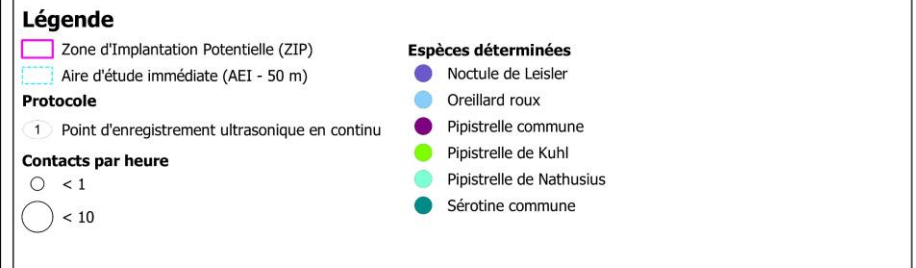 Légende
Zone d'Implantation Potentielle (ZIP)
Aire d'étude immédiate (AEI - 50 m)
Protocole
1 Point d'enregistrement ultrasonique en continu
Contacts par heure
< 1
< 10
Espèces déterminées
Noctule de Leisler
Oreillard roux
Pipistrelle commune
Pipistrelle de Kuhl
Pipistrelle de Nathusius
Sérotine commune